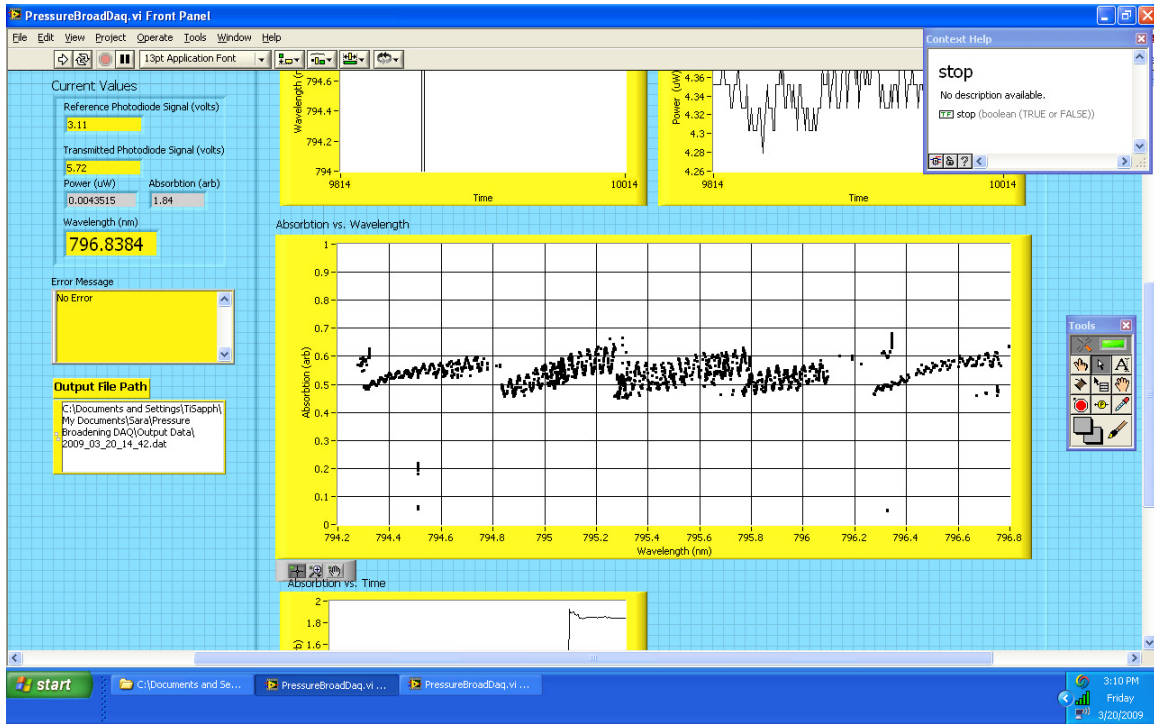 PressureBroadDaq.vi Front Panel
File Edit View Project Operate Tools Window Help
13pt Application Font
Context Help
stop
No description available.
TF stop (boolean (TRUE or FALSE))
Current Values
Reference Photodiode Signal (volts)
3.11
Transmitted Photodiode Signal (volts)
5.72
Power (uW) Absorbtion (arb)
0.0043515 1.84
Wavelength (nm)
796.8384
Error Message
No Error
Output File Path
C:\Documents and Settings\TiSapph\
My Documents\Sara\Pressure
Broadening DAQ\Output Data\
2009_03_20_14_42.dat
794.6
794.4
794.2
794
9814 10014
Time
4.36
4.34
4.32
4.3
4.28
4.26
Power (uW)
9814 10014
Time
Absorbtion vs. Wavelength
Absorbtion (arb)
1
0.9
0.8
0.7
0.6
0.5
0.4
0.3
0.2
0.1
0
794.2 794.4 794.6 794.8 795 795.2 795.4 795.6 795.8 796 796.2 796.4 796.6 796.8
Wavelength (nm)
Absorbtion vs. Time
2
1.8
1.6
Tools
start
C:\Documents and Se...
PressureBroadDaq.vi ...
PressureBroadDaq.vi ...
3:10 PM
Friday
3/20/2009